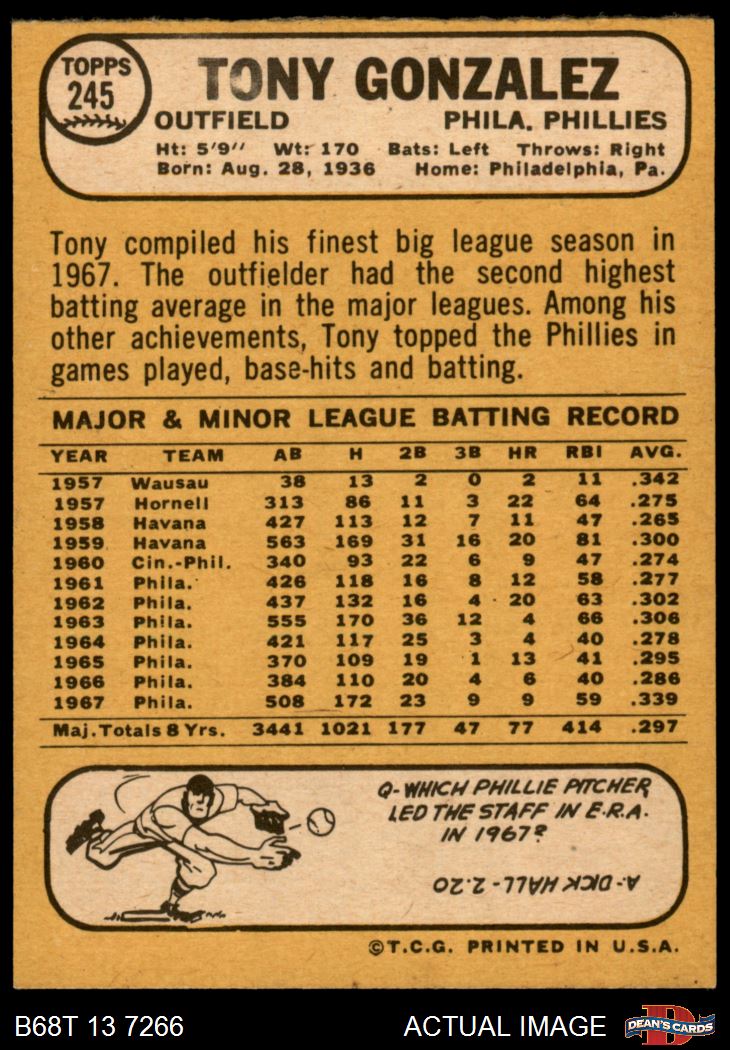 TOPPS
245
TONY GONZALEZ
OUTFIELD PHILA. PHILLIES
Ht: 5'9" Wt: 170 Bats: Left Throws: Right
Born: Aug. 28, 1936 Home: Philadelphia, Pa.
Tony compiled his finest big league season in
1967. The outfielder had the second highest
batting average in the major leagues. Among his
other achievements, Tony topped the Phillies in
games played, base-hits and batting.
MAJOR & MINOR LEAGUE BATTING RECORD
YEAR TEAM AB H 2B 3B HR RBI AVG.
1957 Wausau 38 13 2 0 2 11 .342
1957 Hornell 313 86 11 3 22 64 .275
1958 Havana 427 113 12 7 11 47 .265
1959 Havana 563 169 31 16 20 81 .300
1960 Cin.-Phil. 340 93 22 6 9 47 .274
1961 Phila. 426 118 16 8 12 58 .277
1962 Phila. 437 132 16 4 20 63 .302
1963 Phila. 555 170 36 12 4 66 .306
1964 Phila. 421 117 25 3 4 40 .278
1965 Phila. 370 109 19 1 13 41 .295
1966 Phila. 384 110 20 4 6 40 .286
1967 Phila. 508 172 23 9 9 59 .339
Maj. Totals 8 Yrs. 3441 1021 177 47 77 414 .297
Q-WHICH PHILLIE PITCHER
LED THE STAFF IN E.R.A.
IN 1967?
A-DICK HALL-2.20
©T.C.G. PRINTED IN U.S.A.
B68T 13 7266 ACTUAL IMAGE
D
DEAN'S CARDS